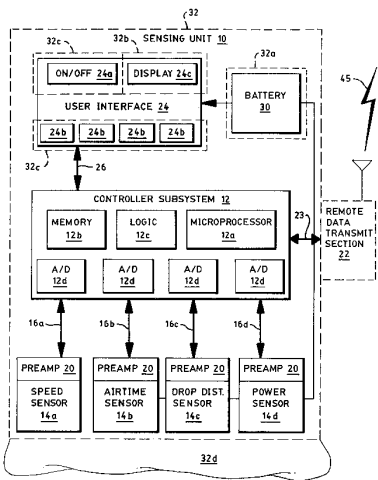 32
SENSING UNIT 10
32c
32b
32a
ON/OFF 24a
DISPLAY 24c
USER INTERFACE 24
BATTERY
30
45
24b 24b 24b 24b
32c
26
CONTROLLER SUBSYSTEM 12
MEMORY
12b
LOGIC
12c
MICROPROCESSOR
12a
23
REMOTE
DATA
TRANSMIT
SECTION
22
A/D
12d
A/D
12d
A/D
12d
A/D
12d
16a
16b
16c
16d
PREAMP 20
SPEED
SENSOR
14a
PREAMP 20
AIRTIME
SENSOR
14b
PREAMP 20
DROP DIST.
SENSOR
14c
PREAMP 20
POWER
SENSOR
14d
32d